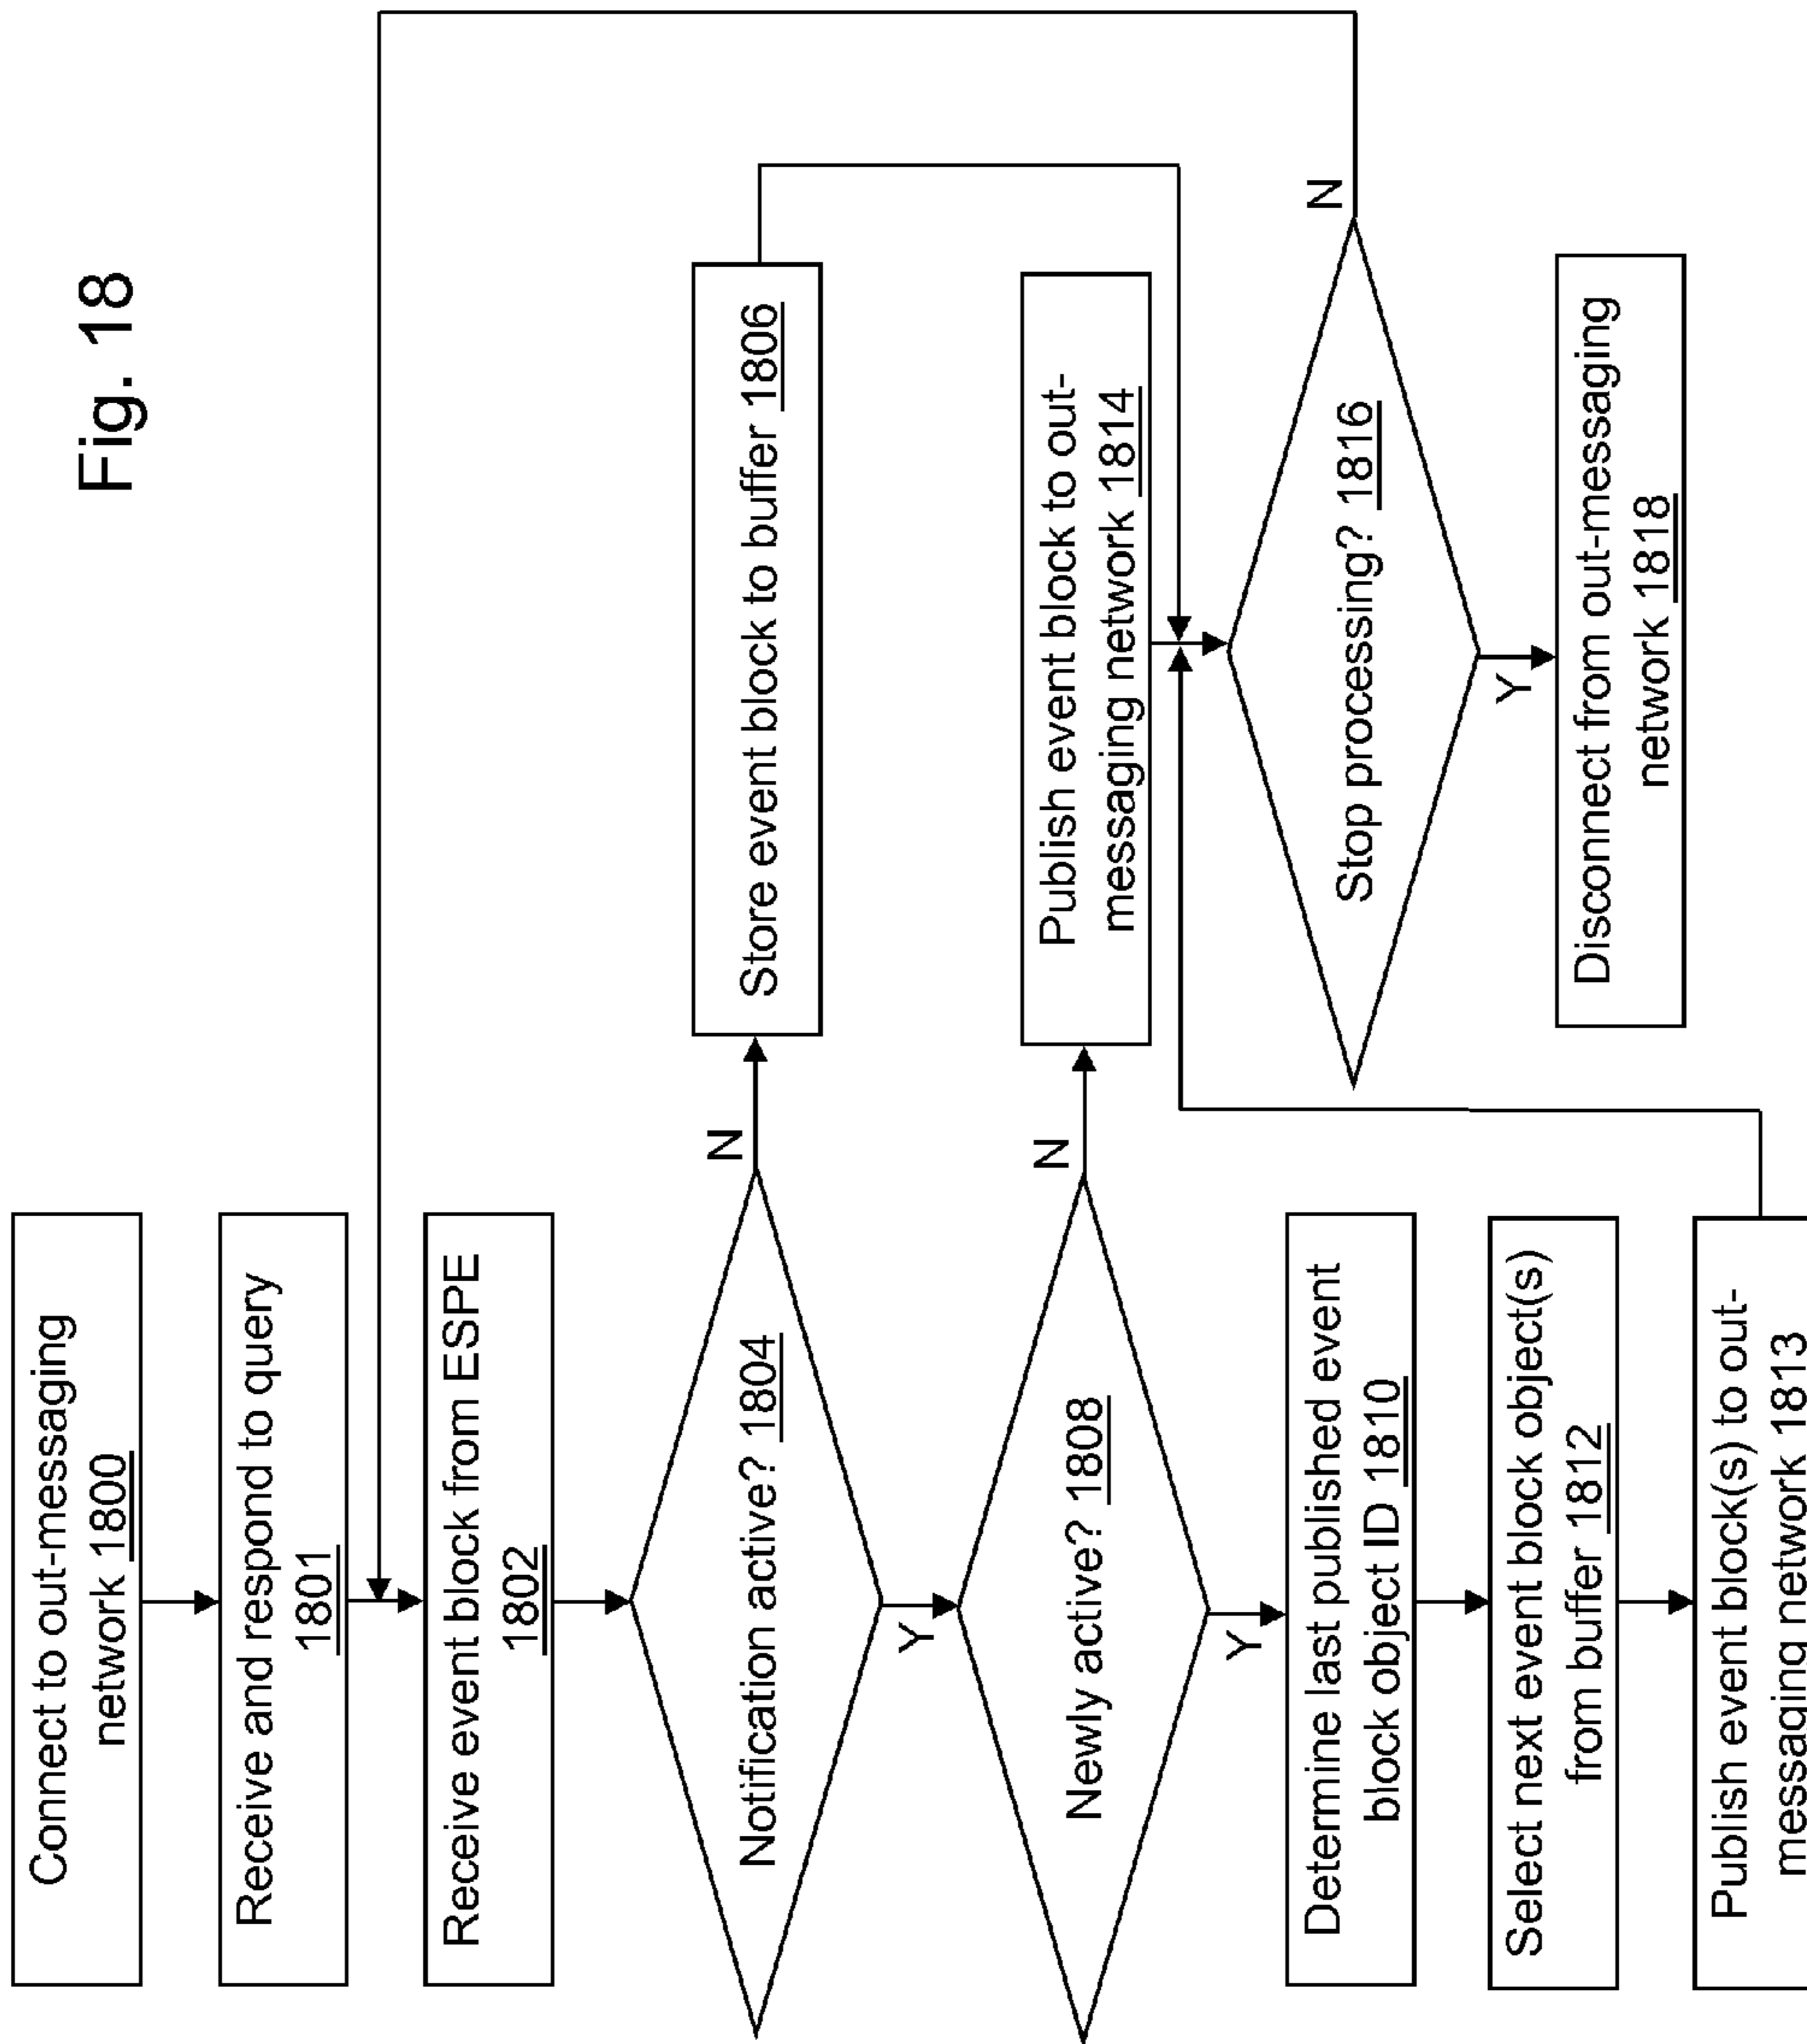 Fig. 18
Connect to out-messaging
network 1800
Receive and respond to query
1801
Receive event block from ESPE
1802
Notification active? 1804
N
Y
Store event block to buffer 1806
Newly active? 1808
N
Y
Publish event block to out-
messaging network 1814
Determine last published event
block object ID 1810
Select next event block object(s)
from buffer 1812
Publish event block(s) to out-
messaging network 1813
Stop processing? 1816
N
Y
Disconnect from out-messaging
network 1818